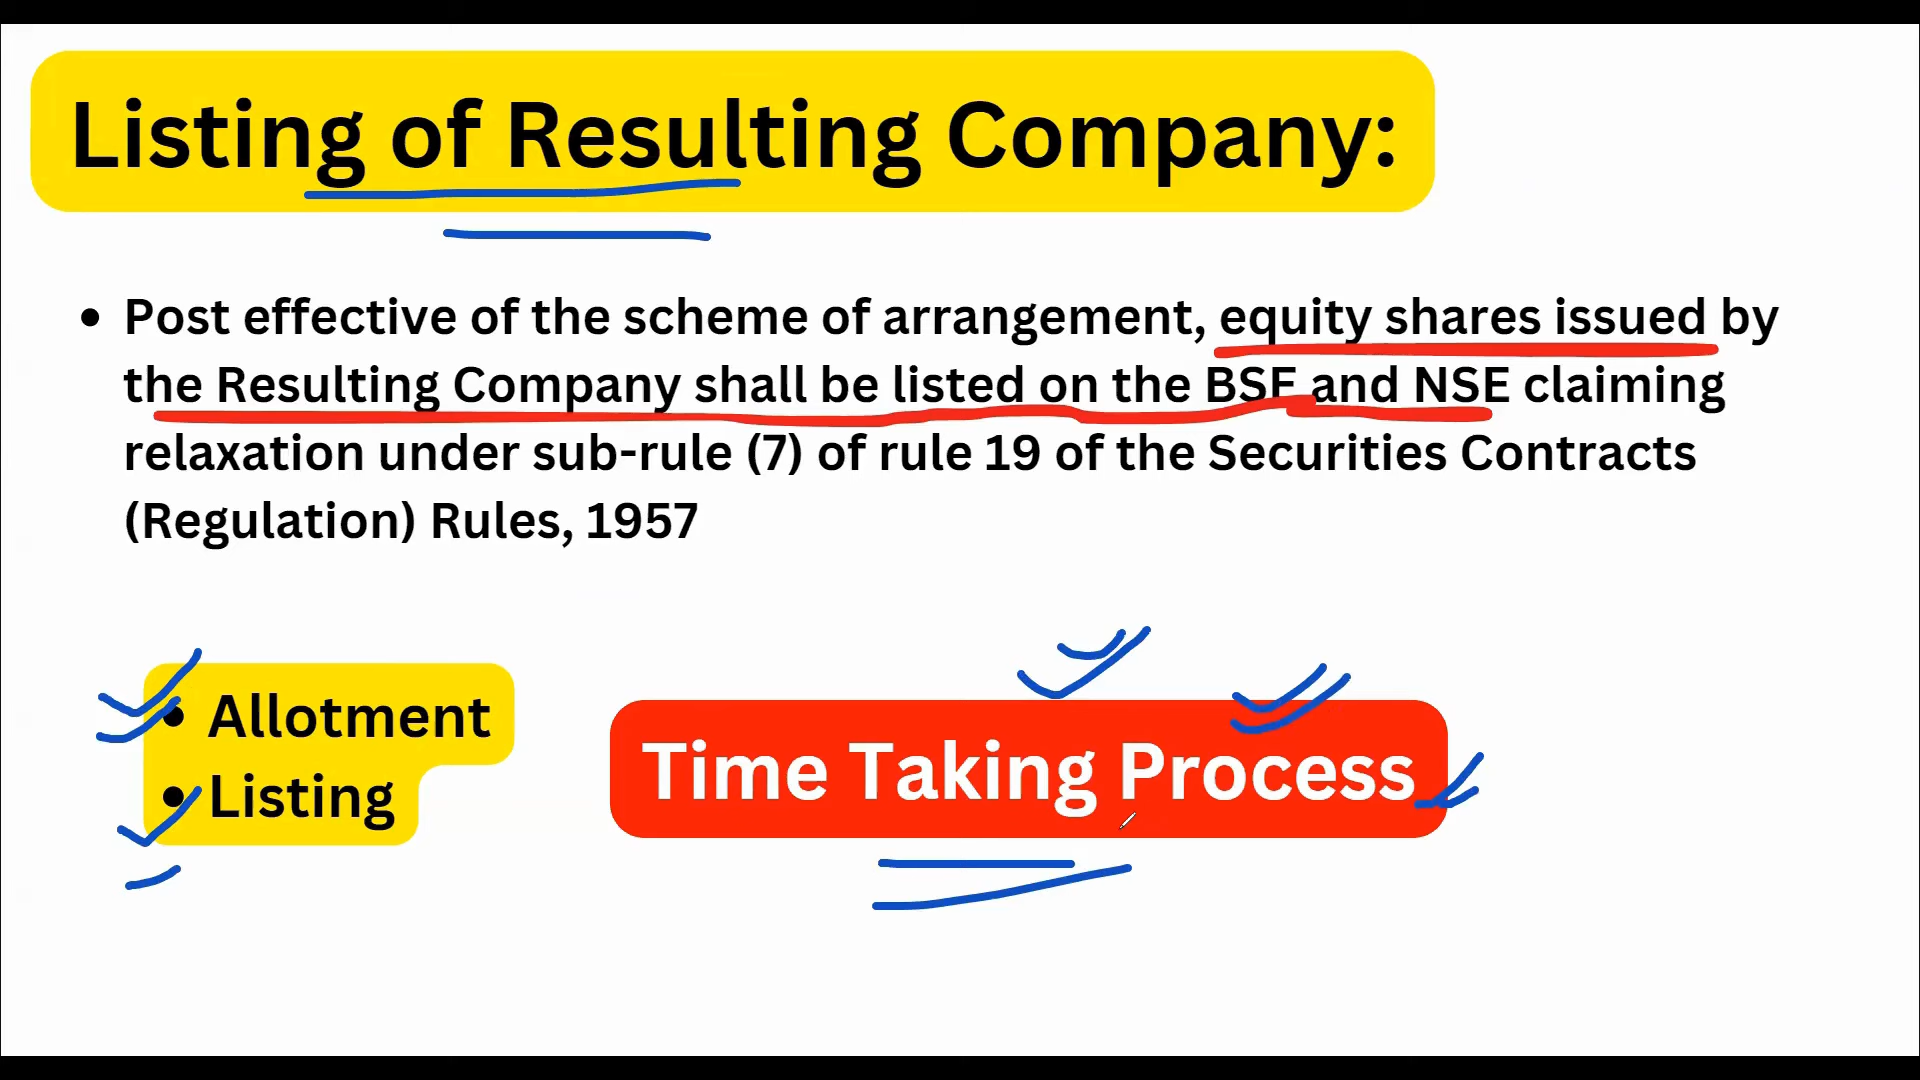 Listing of Resulting Company:
• Post effective of the scheme of arrangement, equity shares issued by
the Resulting Company shall be listed on the BSE and NSE claiming
relaxation under sub-rule (7) of rule 19 of the Securities Contracts
(Regulation) Rules, 1957
• Allotment
• Listing
Time Taking Process